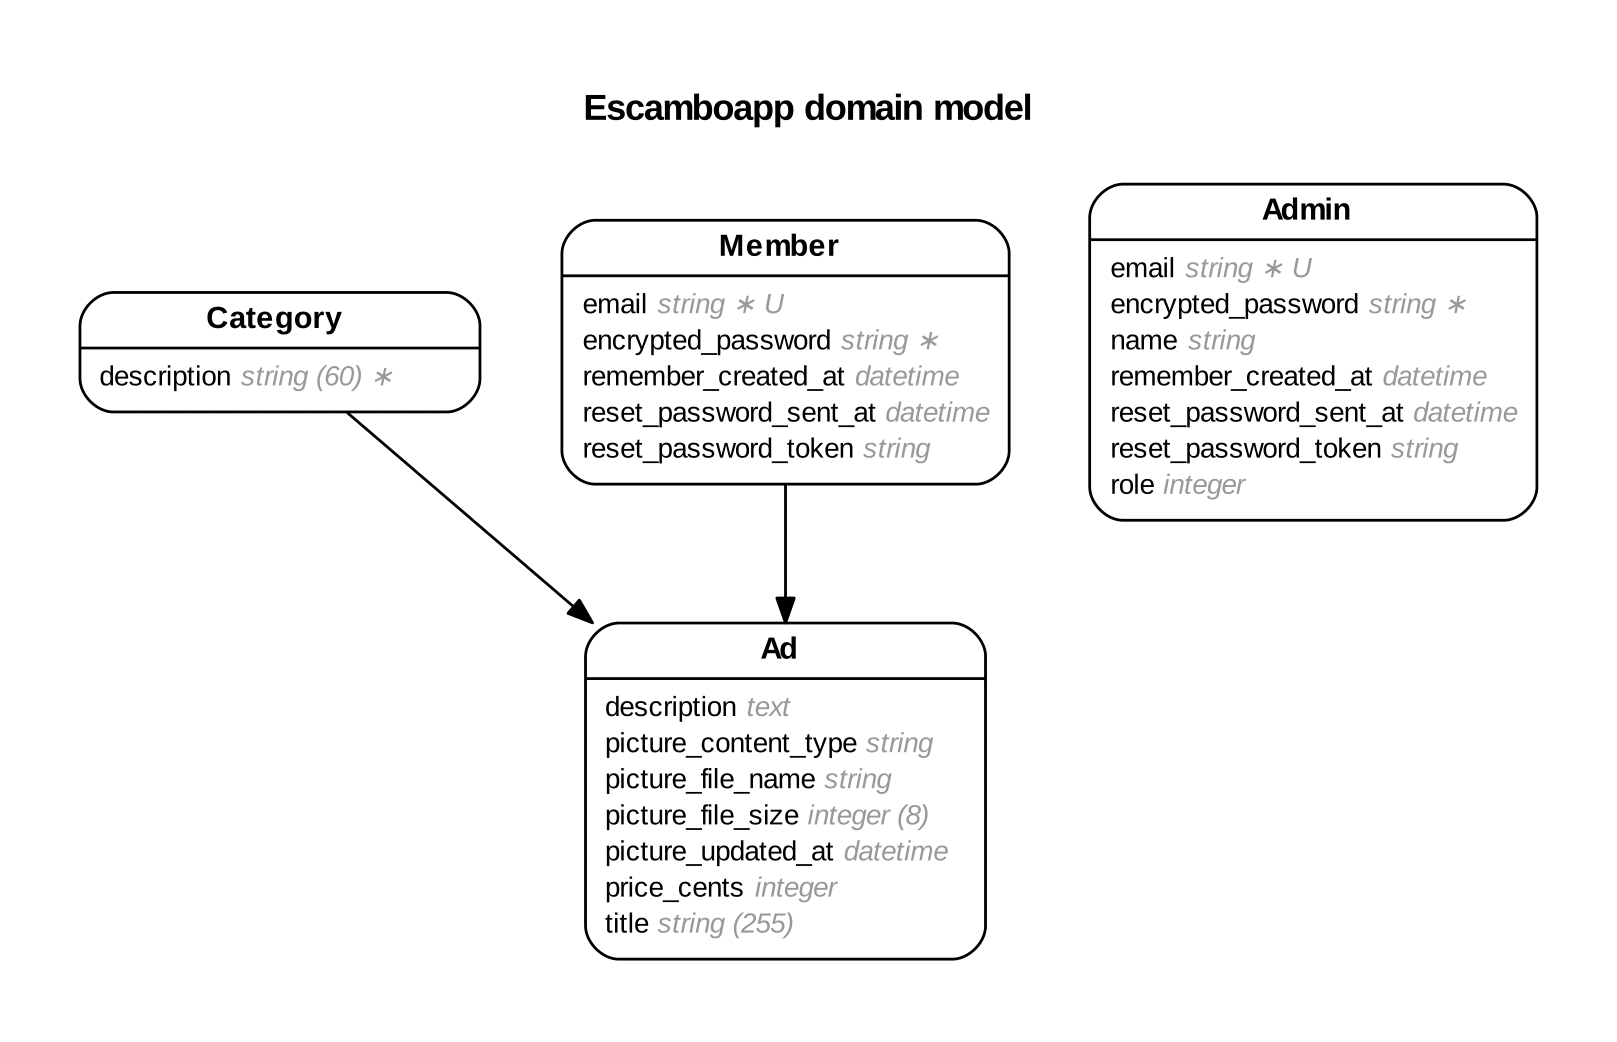 Escamboapp domain model
Category
description string (60) ∗
Member
email string ∗ U
encrypted_password string ∗
remember_created_at datetime
reset_password_sent_at datetime
reset_password_token string
Admin
email string ∗ U
encrypted_password string ∗
name string
remember_created_at datetime
reset_password_sent_at datetime
reset_password_token string
role integer
Ad
description text
picture_content_type string
picture_file_name string
picture_file_size integer (8)
picture_updated_at datetime
price_cents integer
title string (255)